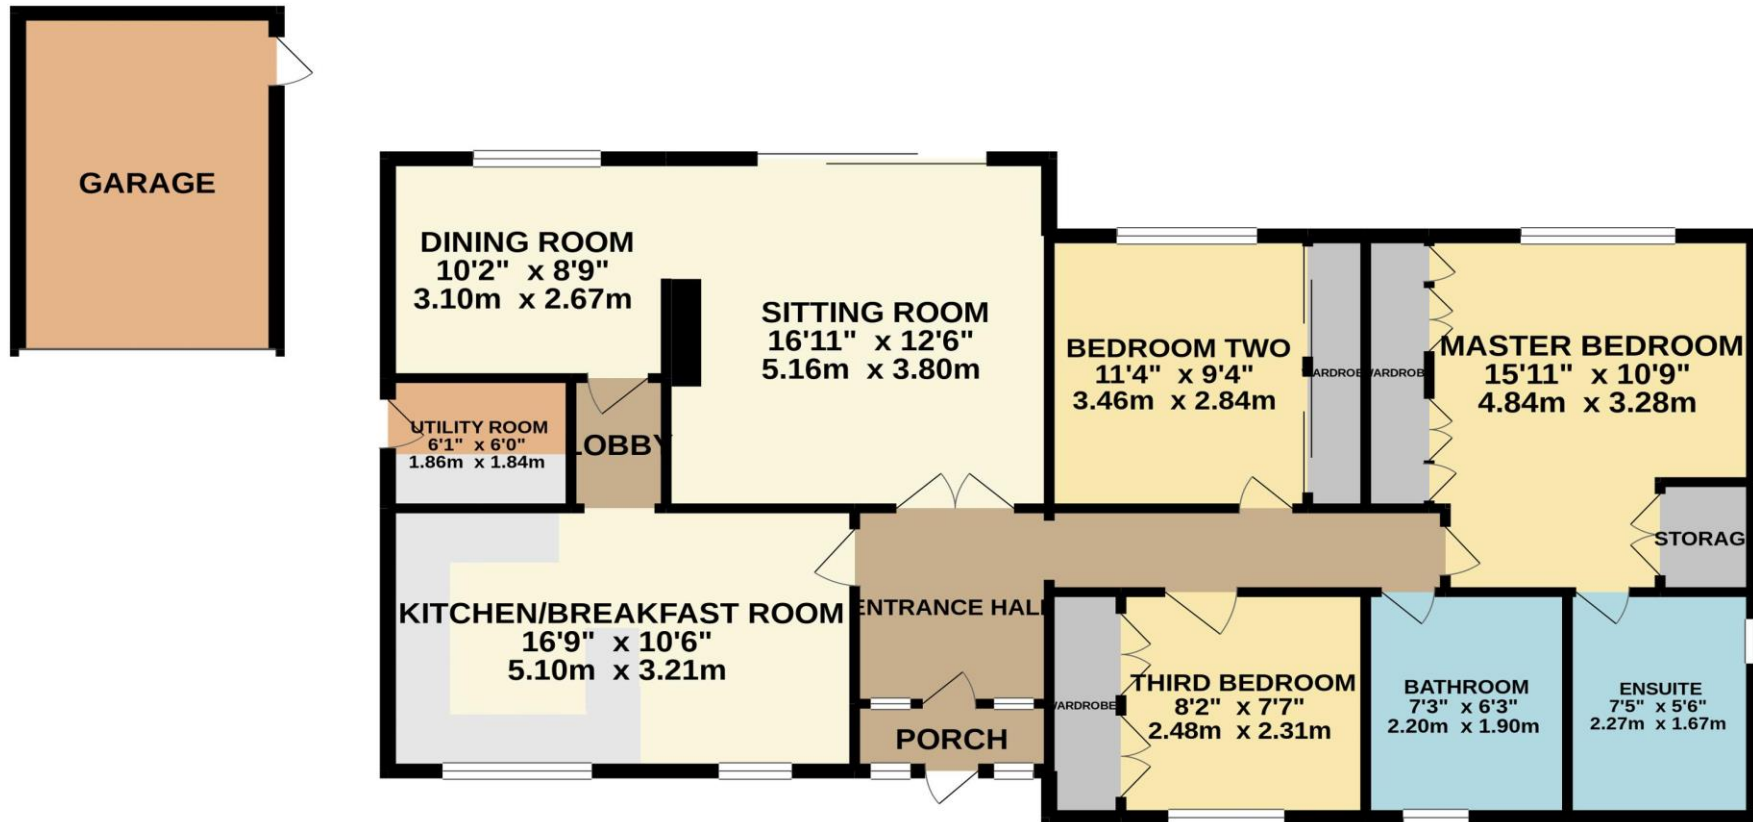 GARAGE
DINING ROOM
10'2" x 8'9"
3.10m x 2.67m
SITTING ROOM
16'11" x 12'6"
5.16m x 3.80m
BEDROOM TWO
11'4" x 9'4"
3.46m x 2.84m
WARDROBE
WARDROBE
MASTER BEDROOM
15'11" x 10'9"
4.84m x 3.28m
UTILITY ROOM
6'1" x 6'0"
1.86m x 1.84m
LOBBY
STORAG
KITCHEN/BREAKFAST ROOM
16'9" x 10'6"
5.10m x 3.21m
ENTRANCE HALL
PORCH
WARDROBE
THIRD BEDROOM
8'2" x 7'7"
2.48m x 2.31m
BATHROOM
7'3" x 6'3"
2.20m x 1.90m
ENSUITE
7'5" x 5'6"
2.27m x 1.67m